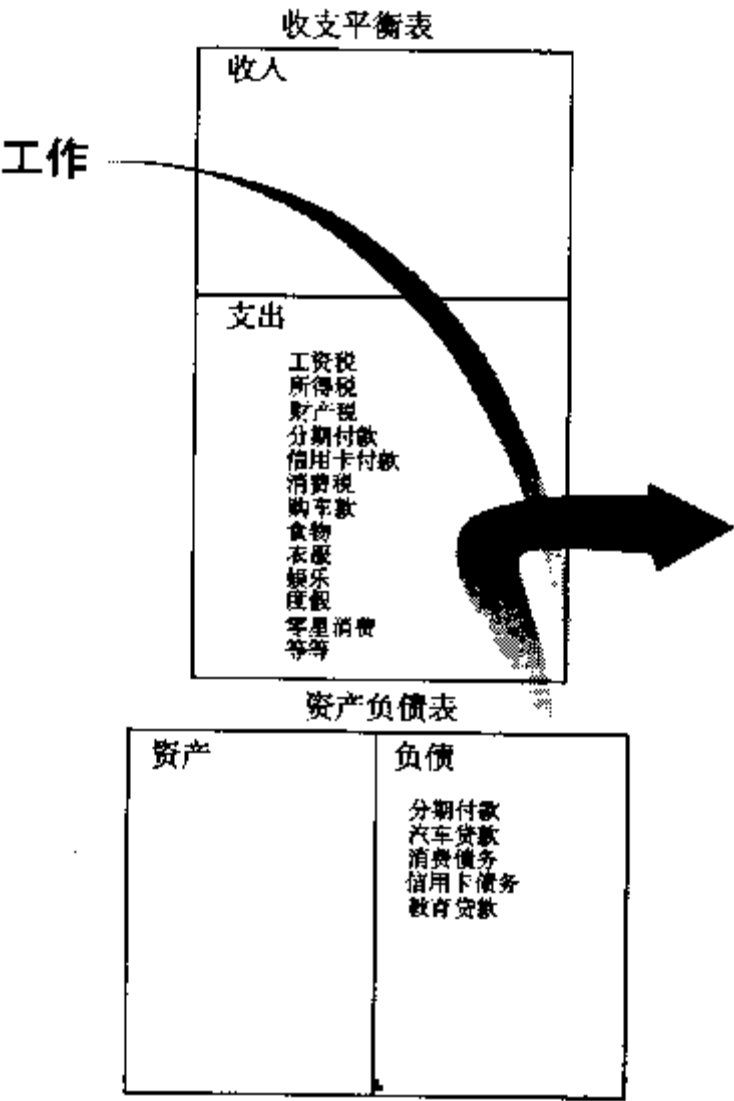 收支平衡表
收人
工作
支出
工资税
所得税
财产税
分期付款
信用卡付款
消费税
购车款
食物
衣服
娱乐
度假
零星消费
等等
资产负债表
资产
负债
分期付款
汽车贷款
消费债务
信用卡债务
教育贷款